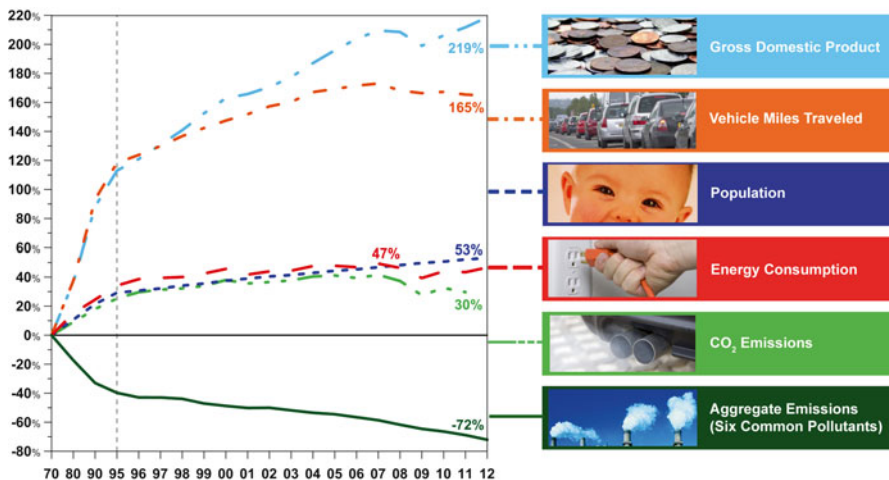 220%
200%
180%
160%
140%
120%
100%
80%
60%
40%
20%
0%
-20%
-40%
-60%
-80%
70 80 90 95 96 97 98 99 00 01 02 03 04 05 06 07 08 09 10 11 12
219%
165%
53%
47%
30%
-72%
Gross Domestic Product
Vehicle Miles Traveled
Population
Energy Consumption
CO₂ Emissions
Aggregate Emissions
(Six Common Pollutants)